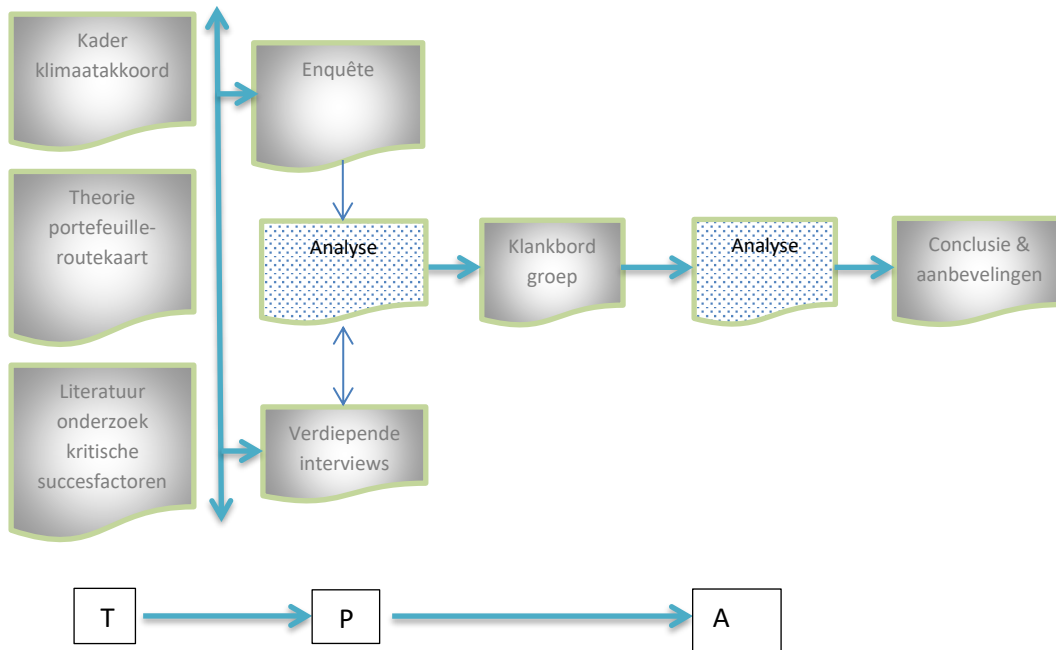 Kader
klimaatakkoord
Enquête
Theorie
portefeuille-
routekaart
Analyse
Klankbord
groep
Analyse
Conclusie &
aanbevelingen
Literatuur
onderzoek
kritische
succesfactoren
Verdiepende
interviews
T
P
A